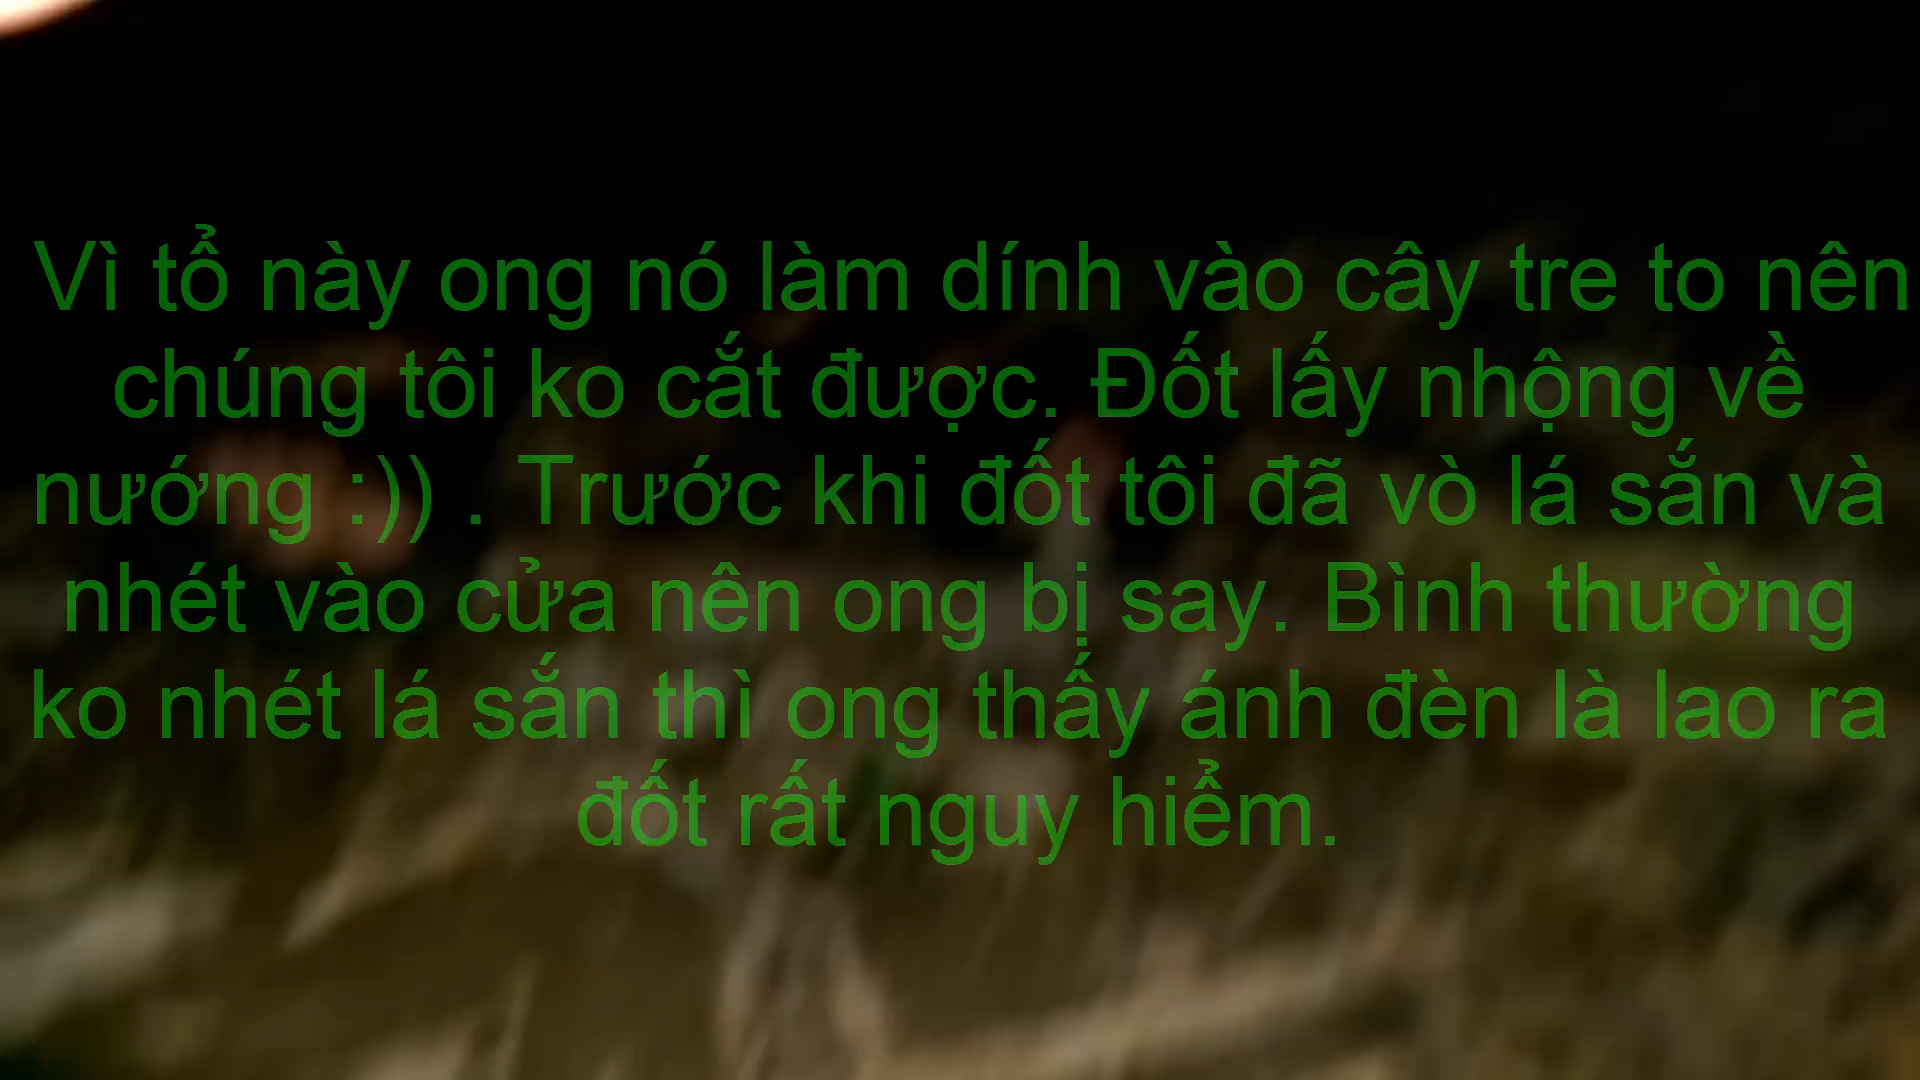 Vì tổ này ong nó làm dính vào cây tre to nên
chúng tôi ko cắt được. Đốt lấy nhộng về
nướng :)) . Trước khi đốt tôi đã vò lá sắn và
nhét vào cửa nên ong bị say. Bình thường
ko nhét lá sắn thì ong thấy ánh đèn là lao ra
đốt rất nguy hiểm.